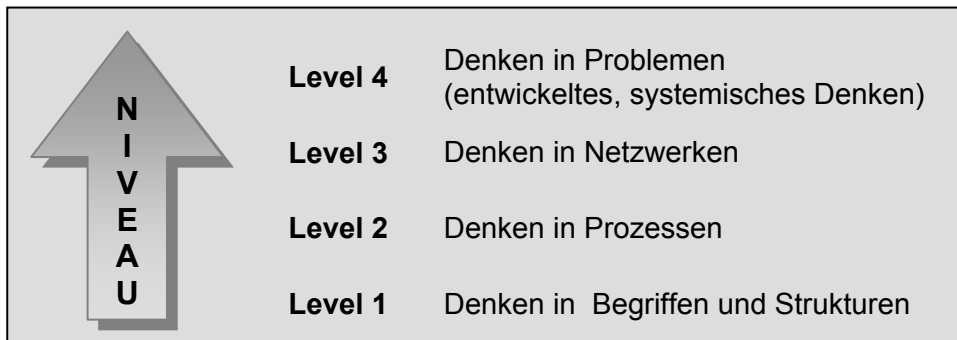 NIVEAU
Level 4 Denken in Problemen
(entwickeltes, systemisches Denken)
Level 3 Denken in Netzwerken
Level 2 Denken in Prozessen
Level 1 Denken in Begriffen und Strukturen